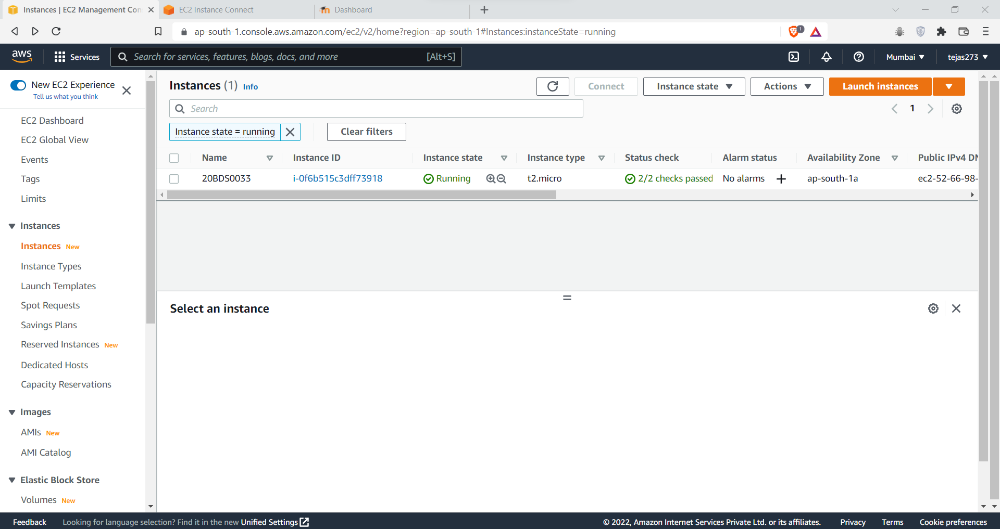 Instances | EC2 Management Con
EC2 Instance Connect
Dashboard
ap-south-1.console.aws.amazon.com/ec2/v2/home?region=ap-south-1#Instances:instanceState=running
1
aws
Services
Search for services, features, blogs, docs, and more
[Alt+S]
Mumbai
tejas273
New EC2 Experience
Tell us what you think
EC2 Dashboard
EC2 Global View
Events
Tags
Limits
Instances
Instances New
Instance Types
Launch Templates
Spot Requests
Savings Plans
Reserved Instances New
Dedicated Hosts
Capacity Reservations
Images
AMIs New
AMI Catalog
Elastic Block Store
Volumes New
Instances (1) Info
Connect
Instance state
Actions
Launch instances
Search
1
Instance state = running
Clear filters
Name Instance ID Instance state Instance type Status check Alarm status Availability Zone Public IPv4 DN
20BDS0033 i-0f6b515c3dff73918 Running t2.micro 2/2 checks passed No alarms ap-south-1a ec2-52-66-98-
Select an instance
Feedback
Looking for language selection? Find it in the new Unified Settings
© 2022, Amazon Internet Services Private Ltd. or its affiliates.
Privacy
Terms
Cookie preferences